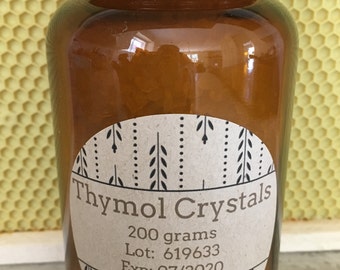 Thymol Crystals
200 grams
Lot: 619633
Exp: 07/2020